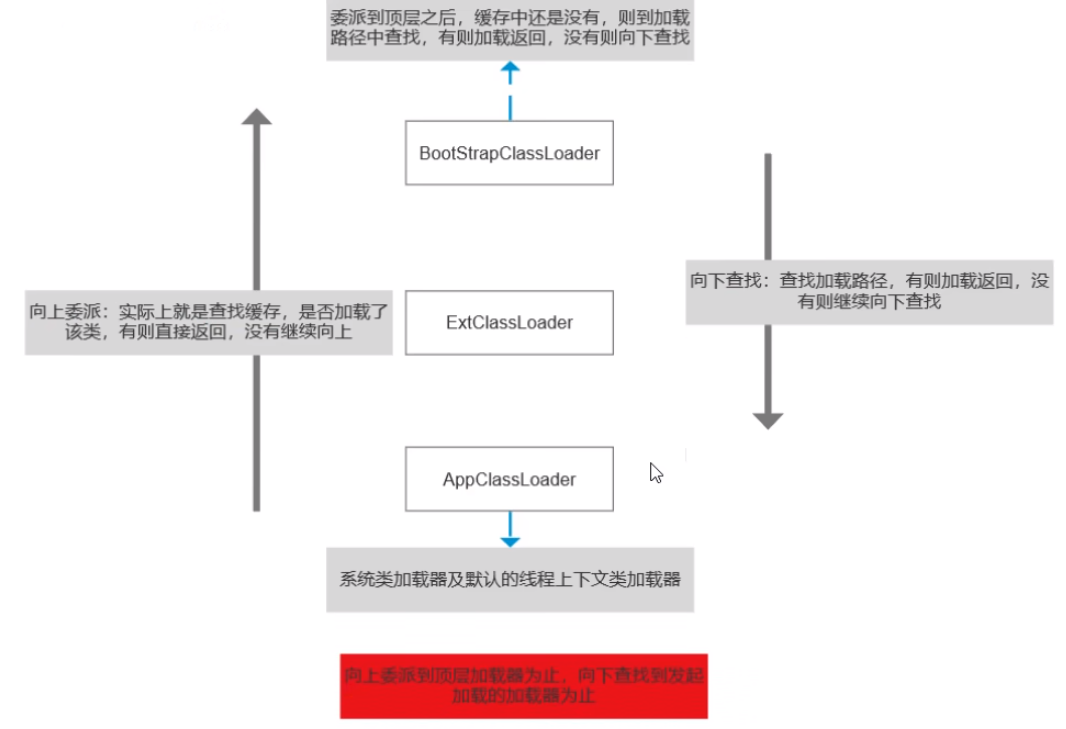 委派到顶层之后，缓存中还是没有，则到加载
路径中查找，有则加载返回，没有则向下查找
BootStrapClassLoader
向下查找：查找加载路径，有则加载返回，没
有则继续向下查找
向上委派：实际上就是查找缓存，是否加载了
该类，有则直接返回，没有继续向上
ExtClassLoader
AppClassLoader
系统类加载器及默认的线程上下文类加载器
向上委派到顶层加载器为止，向下查找到发起
加载的加载器为止